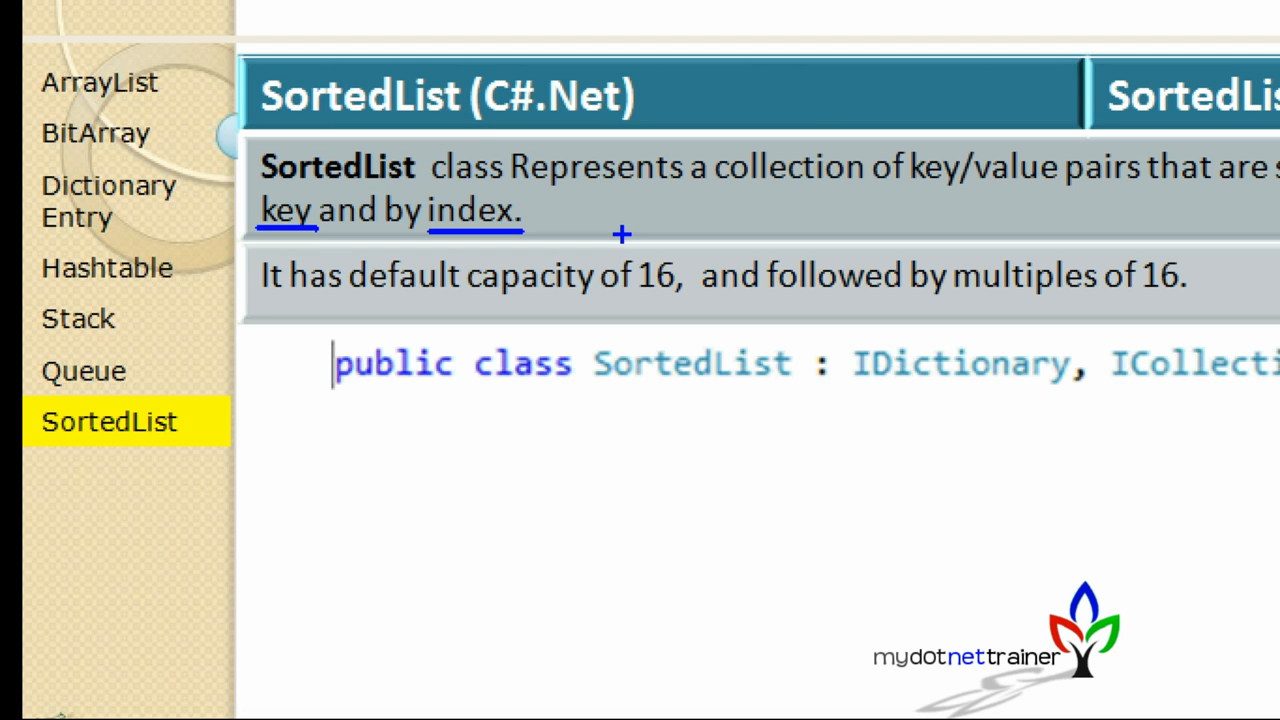 ArrayList
BitArray
Dictionary
Entry
Hashtable
Stack
Queue
SortedList
SortedList (C#.Net)
SortedLis
SortedList class Represents a collection of key/value pairs that are s
key and by index.
It has default capacity of 16, and followed by multiples of 16.
public class SortedList : IDictionary, ICollecti
mydotnettrainer